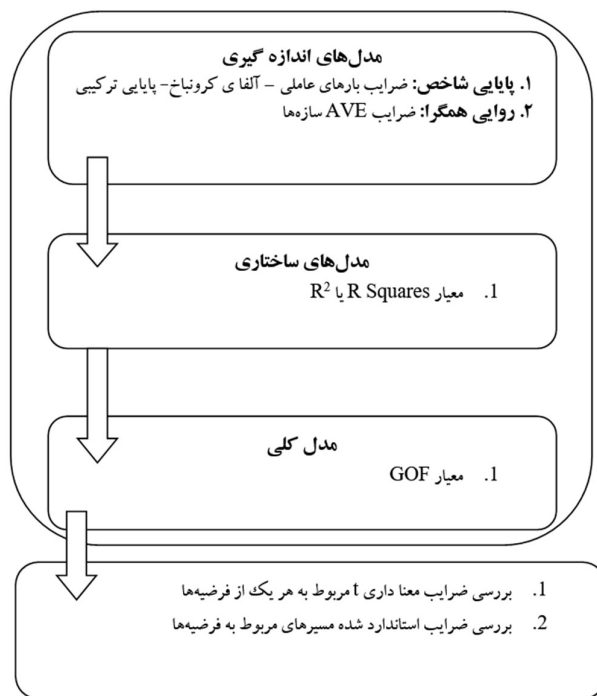 مدل‌های اندازه گیری
۱. پایایی شاخص: ضرایب بارهای عاملی – آلفا ی کرونباخ- پایایی ترکیبی
۲. روایی همگرا: ضرایب AVE سازه‌ها
مدل‌های ساختاری
1. معیار R Squares یا R²
مدل کلی
1. معیار GOF
1. بررسی ضرایب معنا داری t مربوط به هر یک از فرضیه‌ها
2. بررسی ضرایب استاندارد شده مسیرهای مربوط به فرضیه‌ها